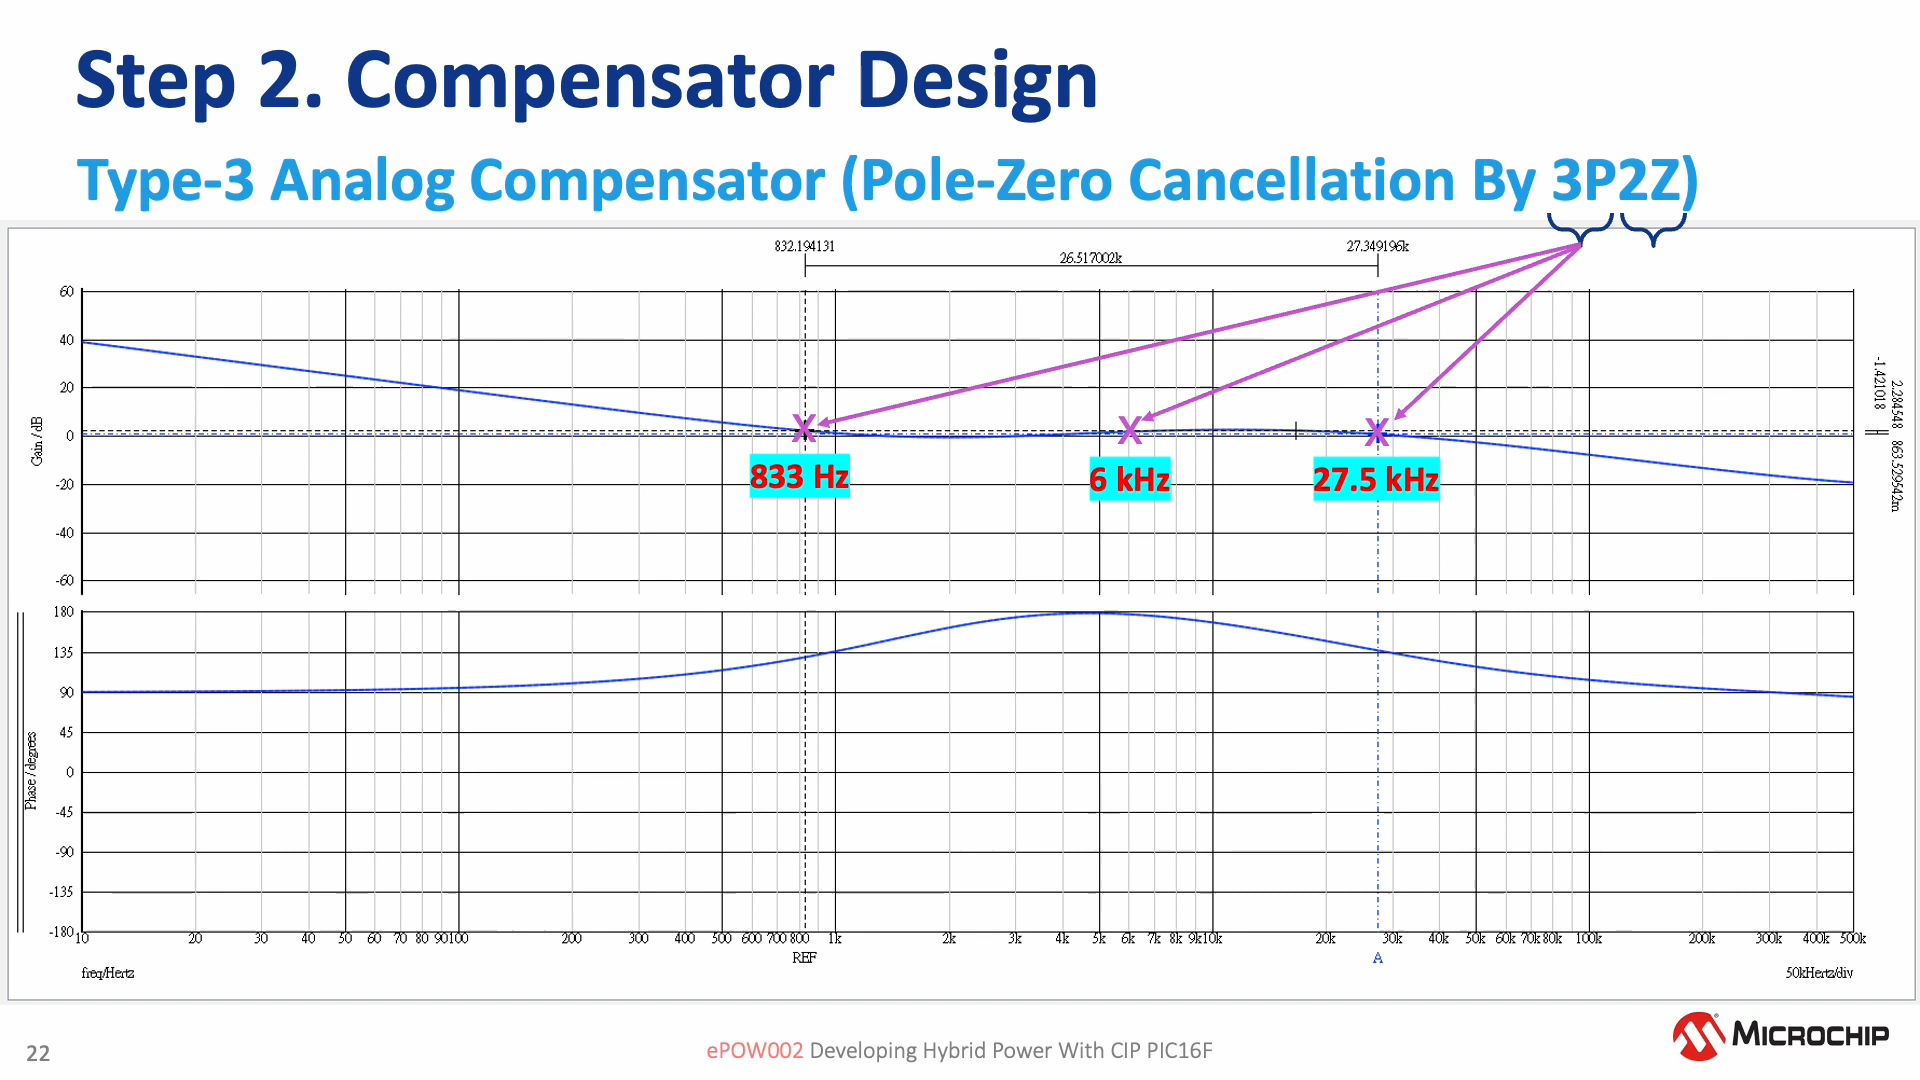 Step 2. Compensator Design
Type-3 Analog Compensator (Pole-Zero Cancellation By 3P2Z)
832.194131
27.349196k
26.517002k
60
40
20
0
-20
-40
-60
Gain / dB
833 Hz
6 kHz
27.5 kHz
-1.421018
2.284548
863.529542m
180
135
90
45
0
-45
-90
-135
-180
Phase / degrees
10 20 30 40 50 60 70 80 90 100 200 300 400 500 600 700 800 1k 2k 3k 4k 5k 6k 7k 8k 9k 10k 20k 30k 40k 50k 60k 70k 80k 100k 200k 300k 400k 500k
REF
A
freq/Hertz
50kHertz/div
22
ePOW002 Developing Hybrid Power With CIP PIC16F
MICROCHIP